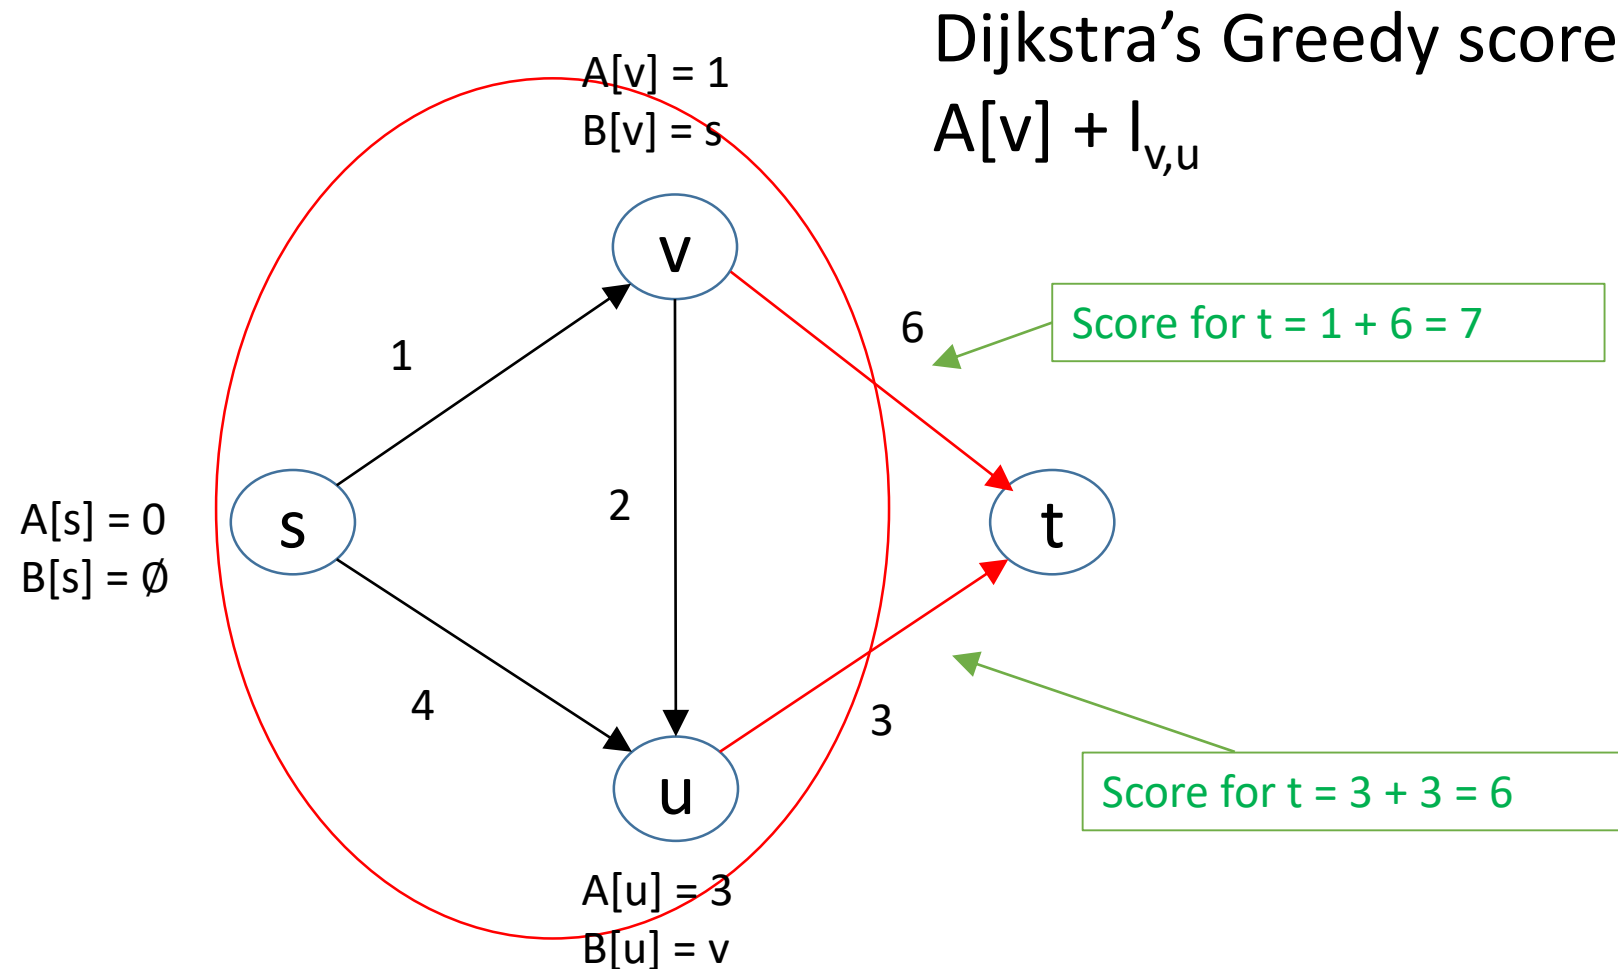 Dijkstra's Greedy score
A[v] + l_{v,u}
A[v] = 1
B[v] = s
v
6
Score for t = 1 + 6 = 7
1
2
A[s] = 0
B[s] = ∅
s
t
4
3
u
Score for t = 3 + 3 = 6
A[u] = 3
B[u] = v